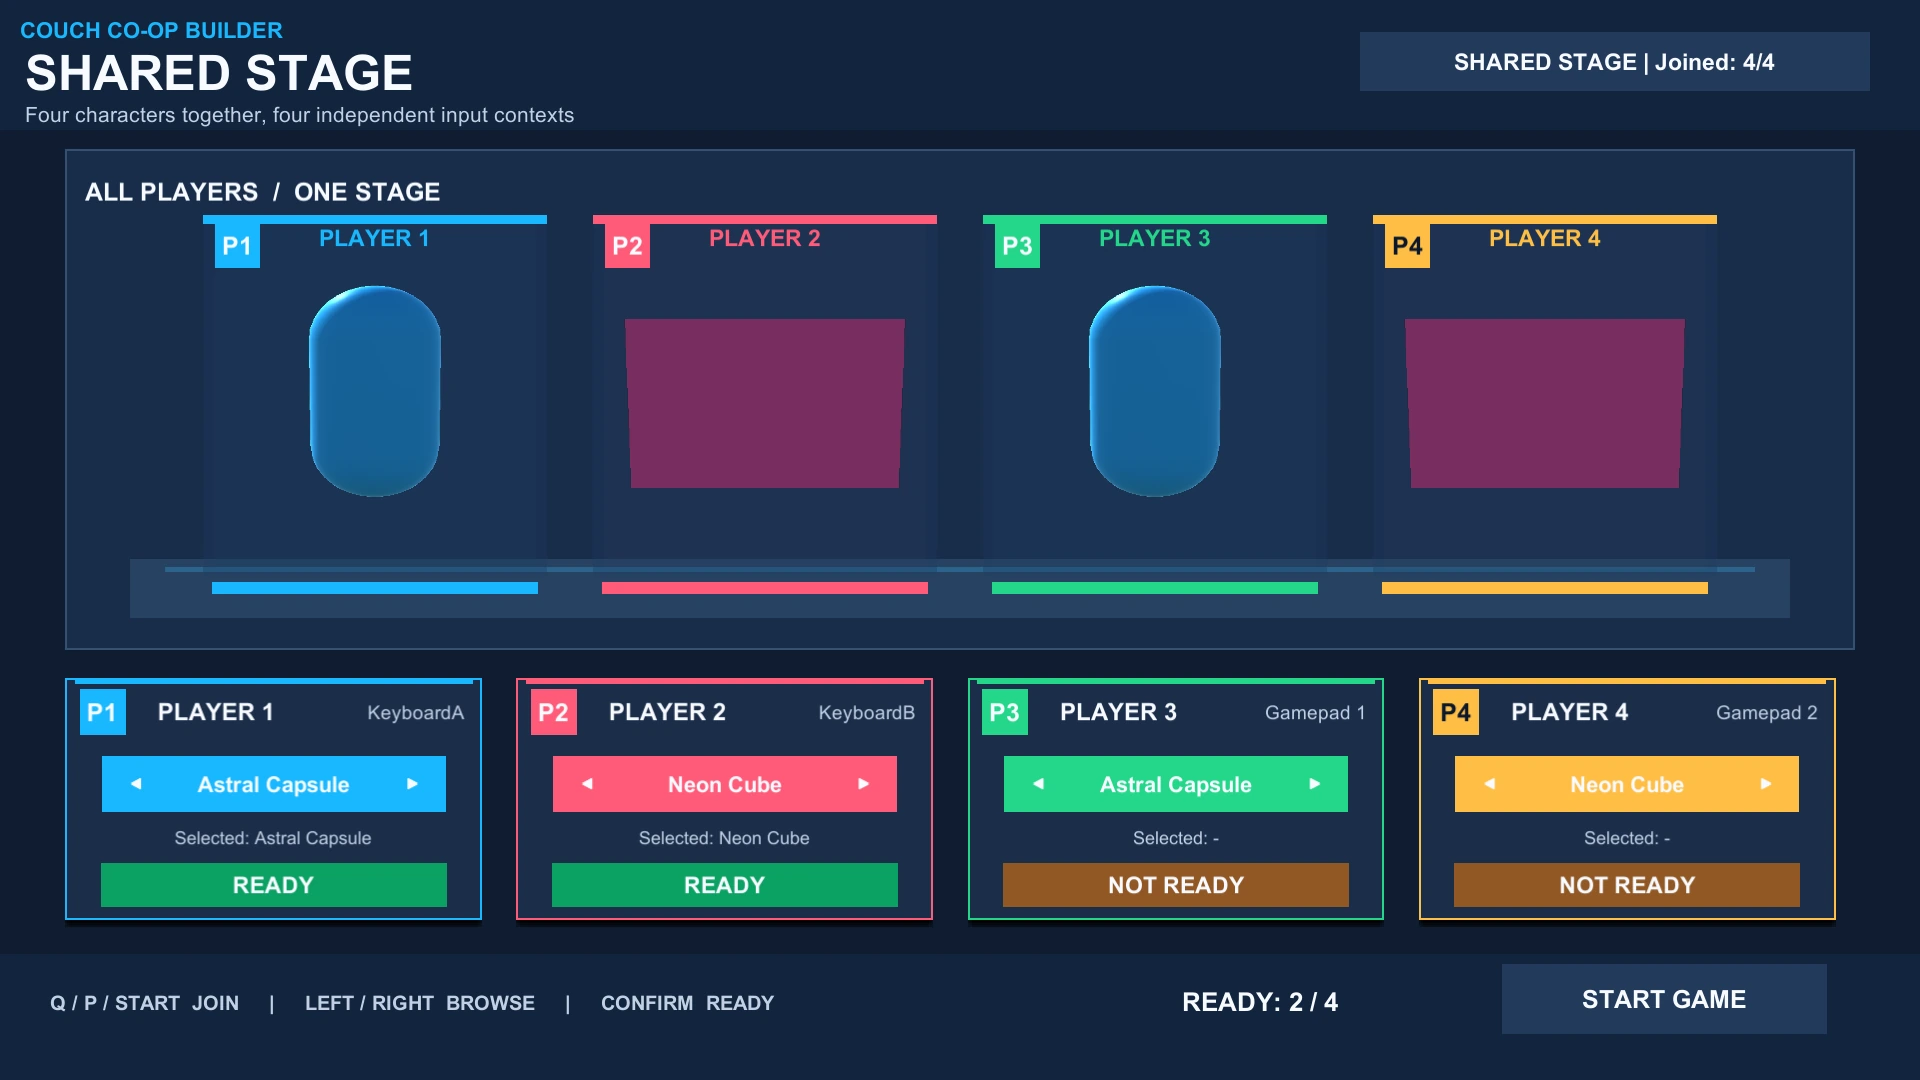 COUCH CO-OP BUILDER
SHARED STAGE
Four characters together, four independent input contexts
SHARED STAGE | Joined: 4/4
ALL PLAYERS / ONE STAGE
P1 PLAYER 1
P2 PLAYER 2
P3 PLAYER 3
P4 PLAYER 4
P1 PLAYER 1 KeyboardA
◄ Astral Capsule ►
Selected: Astral Capsule
READY
P2 PLAYER 2 KeyboardB
◄ Neon Cube ►
Selected: Neon Cube
READY
P3 PLAYER 3 Gamepad 1
◄ Astral Capsule ►
Selected: -
NOT READY
P4 PLAYER 4 Gamepad 2
◄ Neon Cube ►
Selected: -
NOT READY
Q / P / START JOIN | LEFT / RIGHT BROWSE | CONFIRM READY
READY: 2 / 4
START GAME